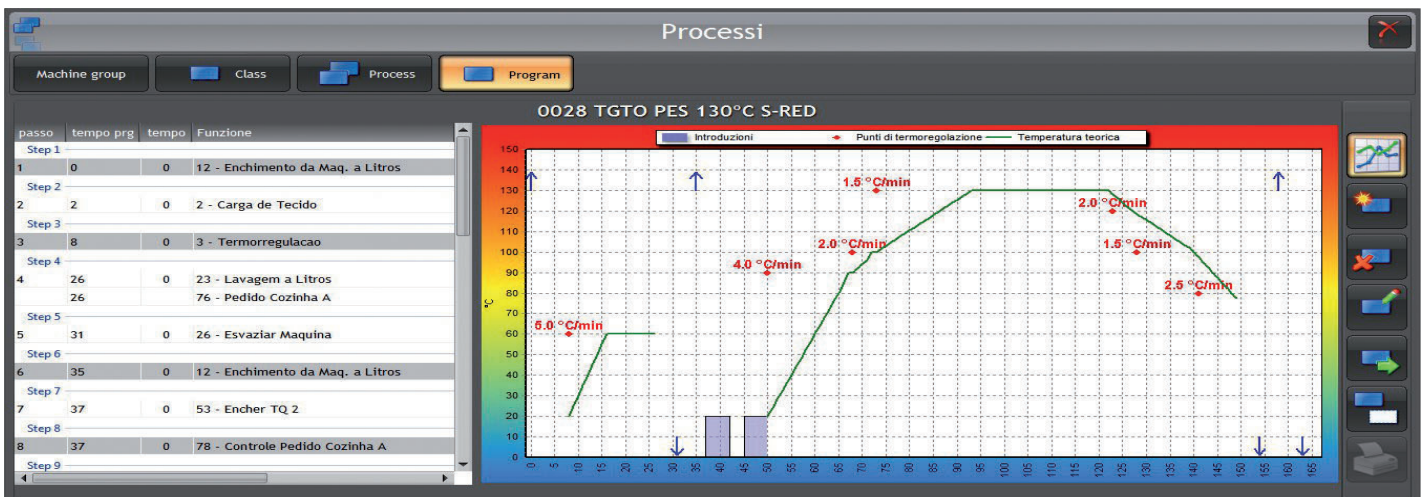 Processi
Machine group Class Process Program
0028 TGTO PES 130°C S-RED
passo tempo prg tempo Funzione
Step 1
1 0 0 12 - Enchimento da Maq. a Litros
Step 2
2 2 0 2 - Carga de Tecido
Step 3
3 8 0 3 - Termorregulacao
Step 4
4 26 0 23 - Lavagem a Litros
26 76 - Pedido Cozinha A
Step 5
5 31 0 26 - Esvaziar Maquina
Step 6
6 35 0 12 - Enchimento da Maq. a Litros
Step 7
7 37 0 53 - Encher TQ 2
Step 8
8 37 0 78 - Controle Pedido Cozinha A
Step 9
Introduzioni Punti di termoregolazione Temperatura teorica
150
140
130
120
110
100
90
80
70
60
50
40
30
20
10
0
°C
1.5 °C/min
2.0 °C/min
2.0 °C/min
1.5 °C/min
4.0 °C/min
2.5 °C/min
5.0 °C/min
0 5 10 15 20 25 30 35 40 45 50 55 60 65 70 75 80 85 90 95 100 105 110 115 120 125 130 135 140 145 150 155 160 165